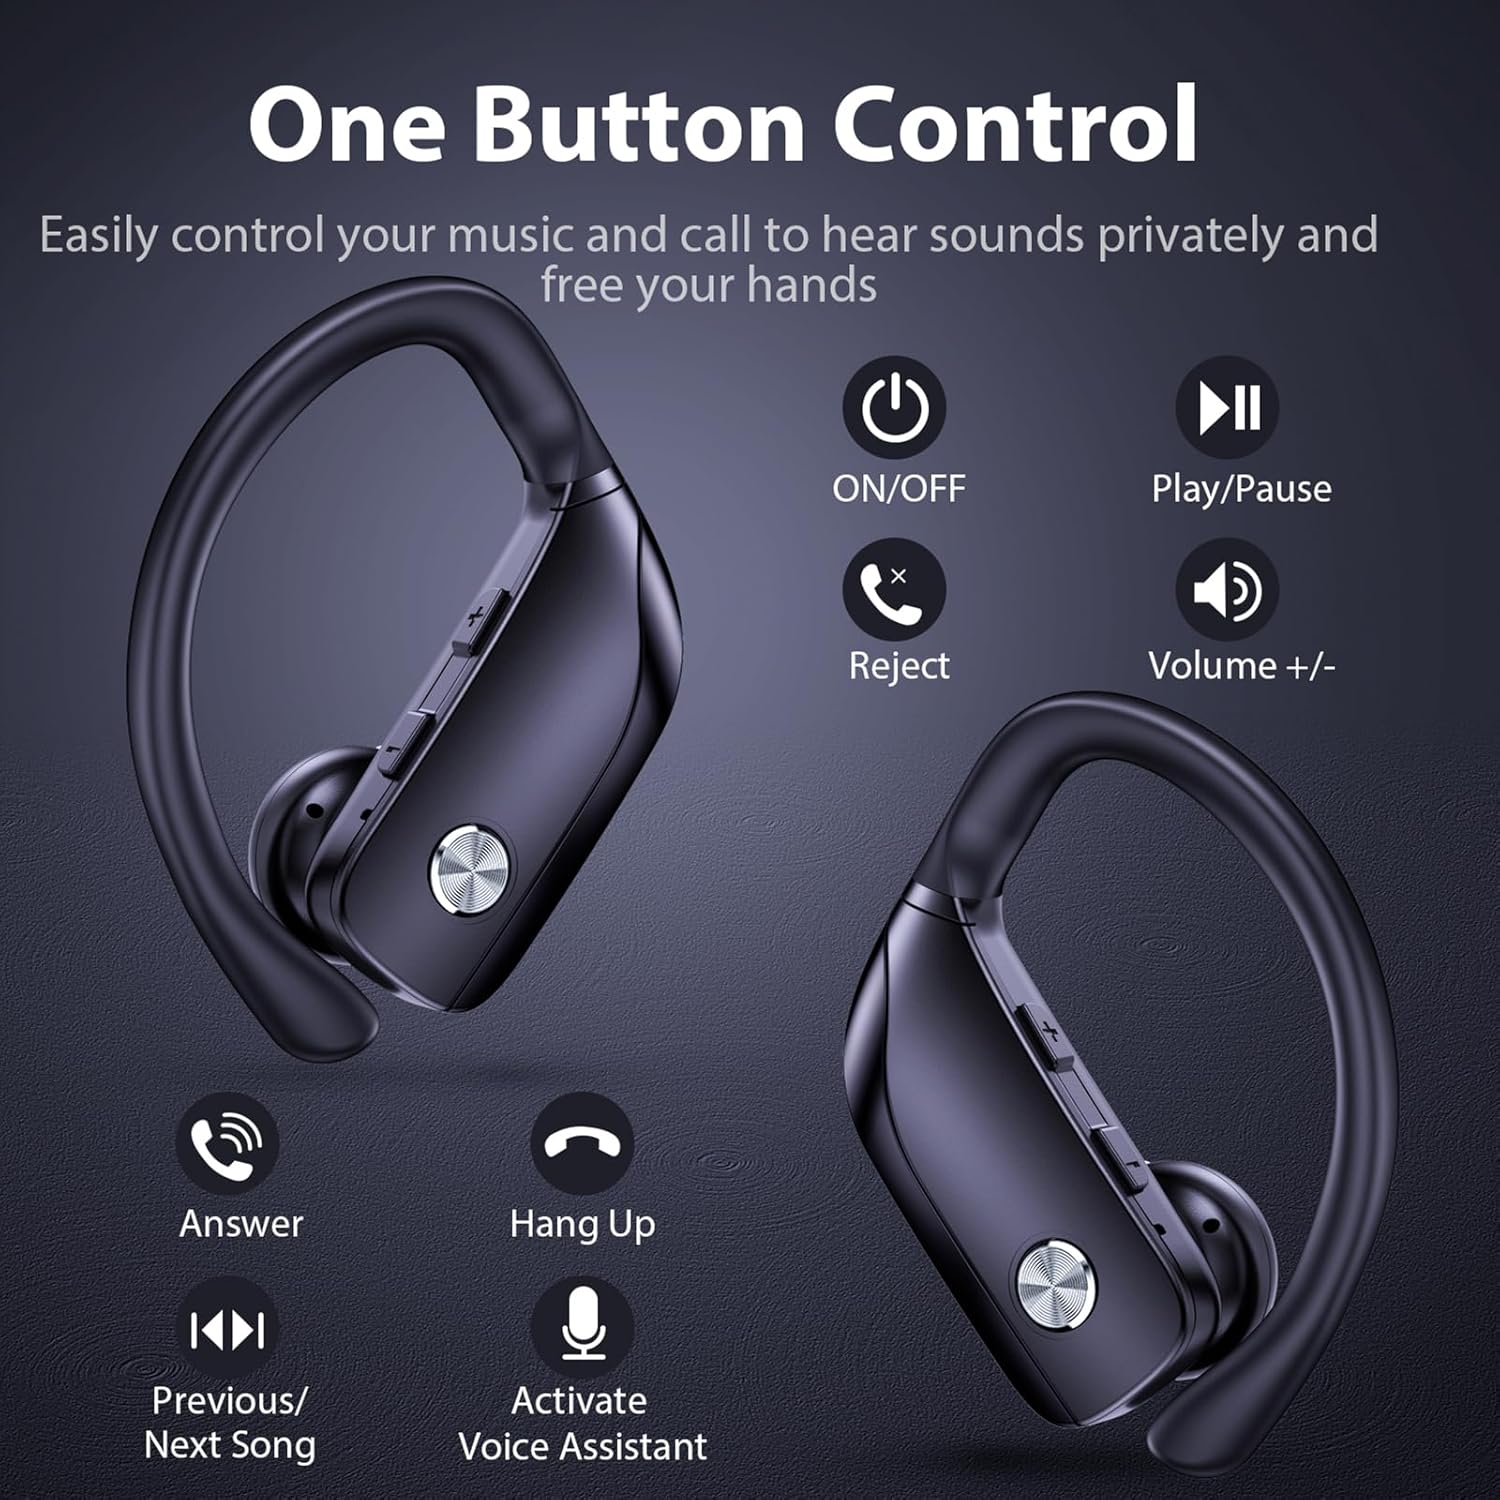 One Button Control
Easily control your music and call to hear sounds privately and
free your hands
ON/OFF
Play/Pause
Reject
Volume +/-
+
-
+
-
Answer
Hang Up
Previous/
Next Song
Activate
Voice Assistant